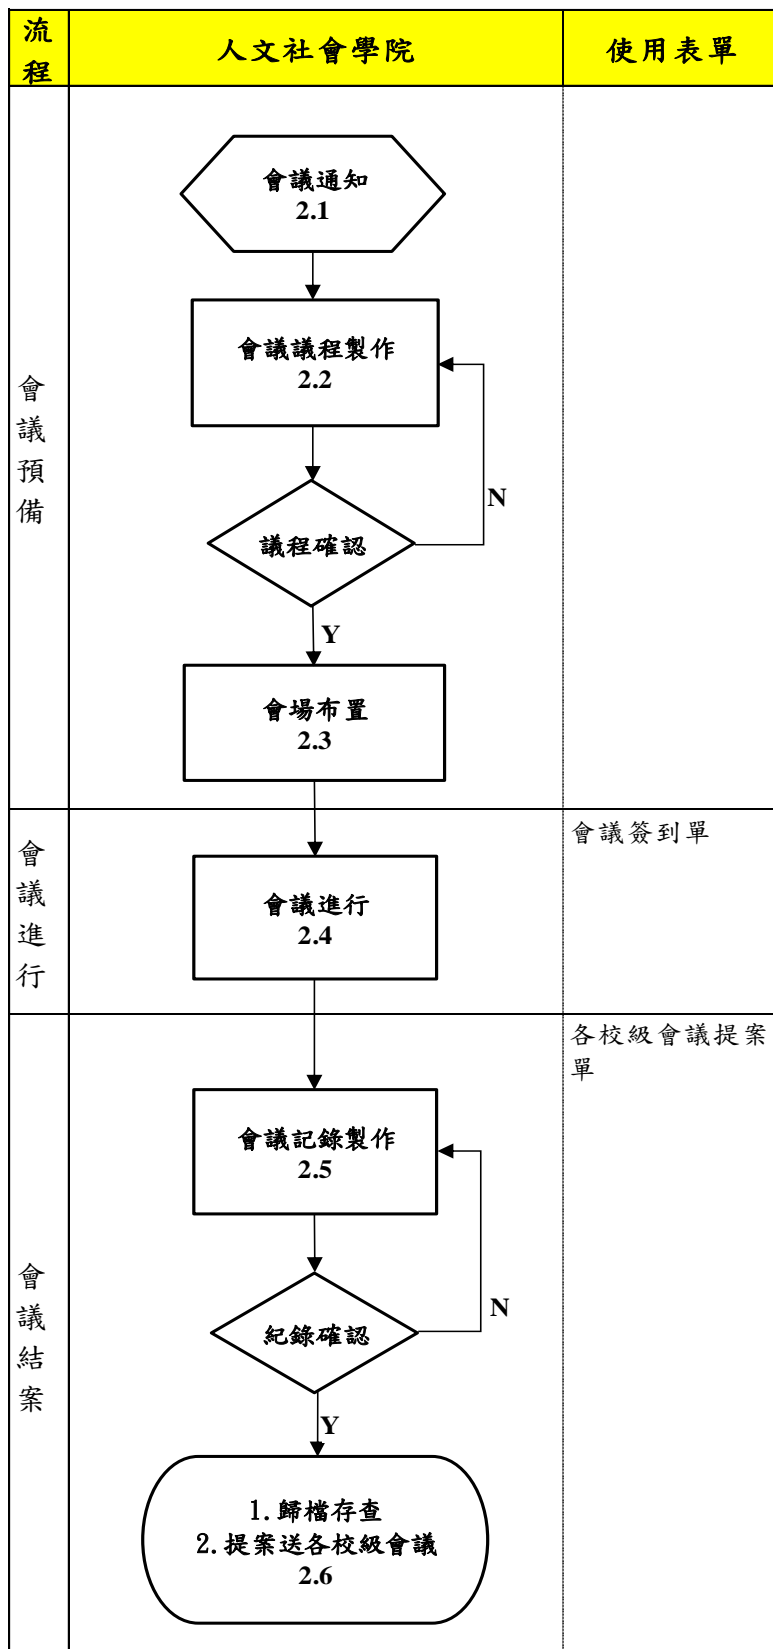 流程
人文社會學院
使用表單
會議預備
會議通知
2.1
會議議程製作
2.2
N
議程確認
Y
會場布置
2.3
會議進行
會議簽到單
會議進行
2.4
會議結案
各校級會議提案
單
會議記錄製作
2.5
N
紀錄確認
Y
1.歸檔存查
2.提案送各校級會議
2.6